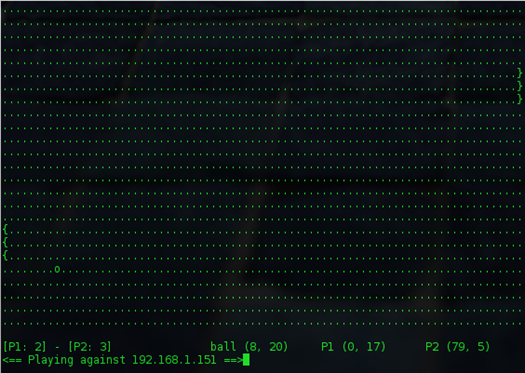 }
}
}
{
{
{
o
[P1: 2] - [P2: 3] ball (8, 20) P1 (0, 17) P2 (79, 5)
<== Playing against 192.168.1.151 ==>